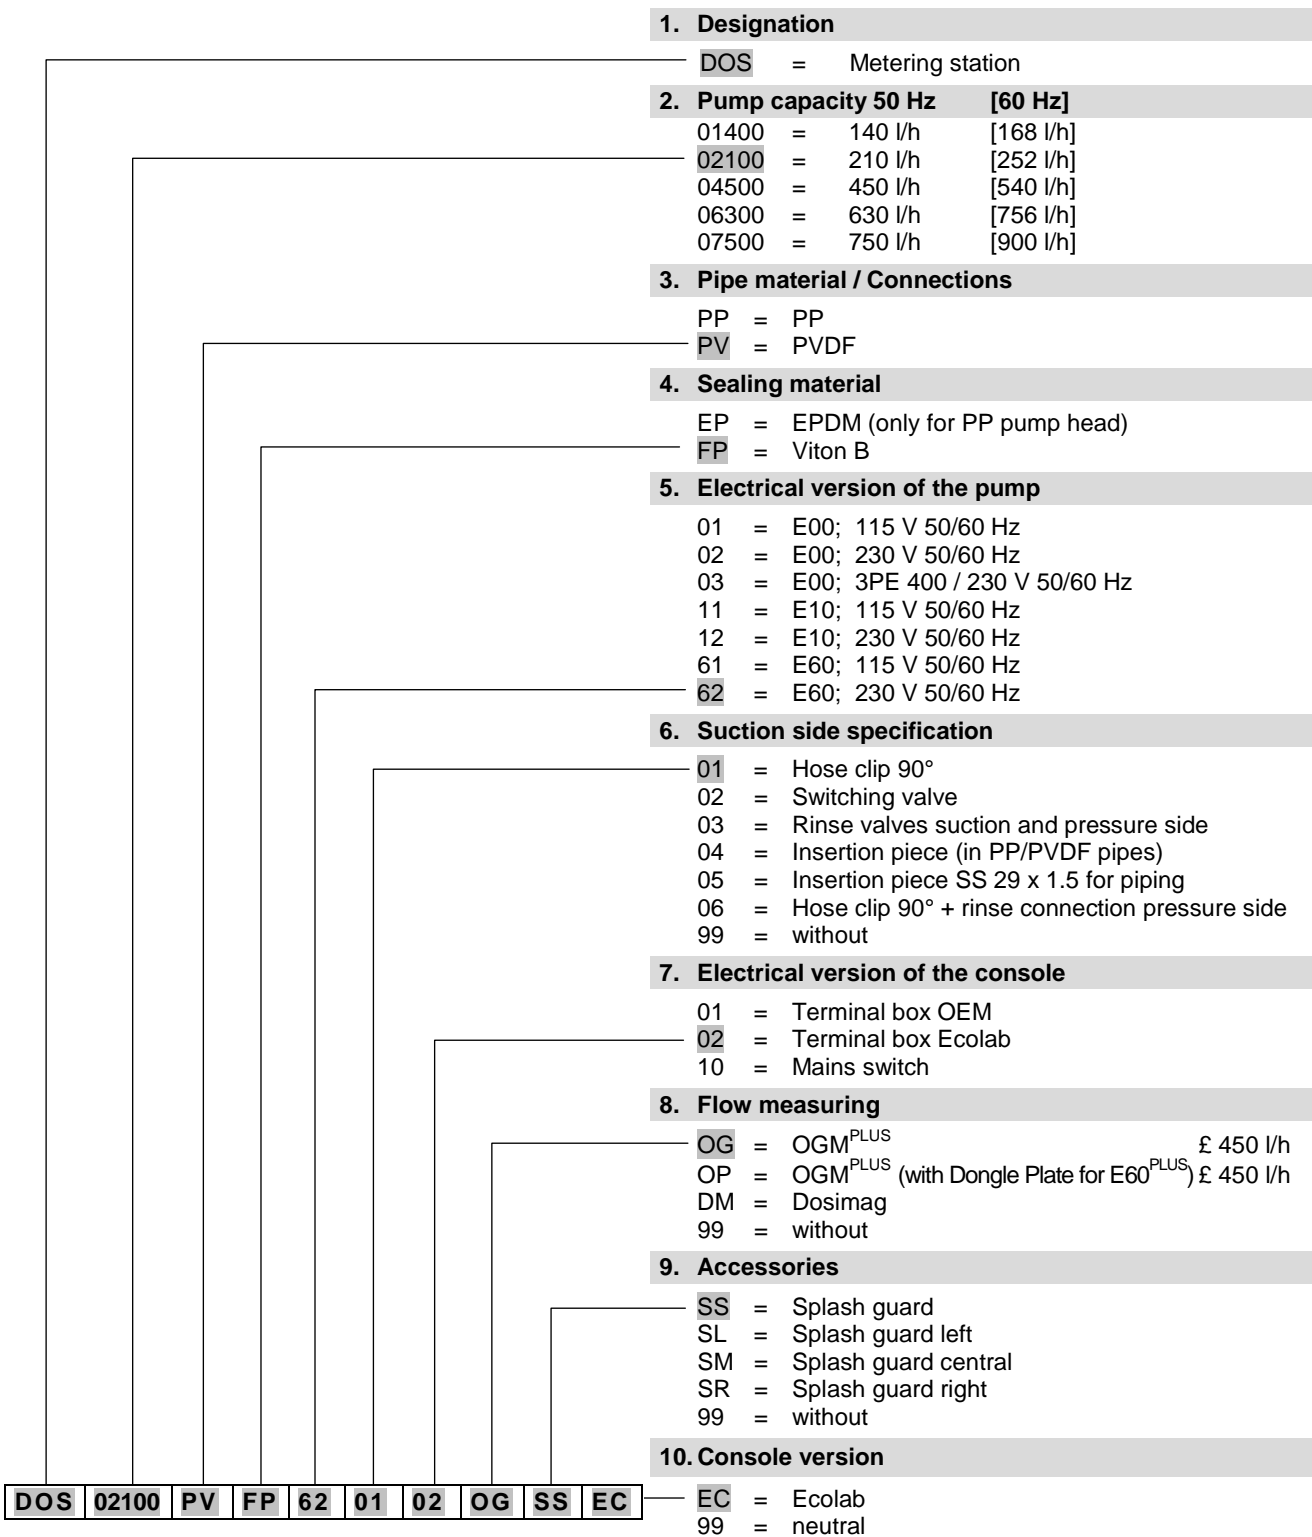 1. Designation
DOS = Metering station
2. Pump capacity 50 Hz [60 Hz]
01400 = 140 l/h [168 l/h]
02100 = 210 l/h [252 l/h]
04500 = 450 l/h [540 l/h]
06300 = 630 l/h [756 l/h]
07500 = 750 l/h [900 l/h]
3. Pipe material / Connections
PP = PP
PV = PVDF
4. Sealing material
EP = EPDM (only for PP pump head)
FP = Viton B
5. Electrical version of the pump
01 = E00; 115 V 50/60 Hz
02 = E00; 230 V 50/60 Hz
03 = E00; 3PE 400 / 230 V 50/60 Hz
11 = E10; 115 V 50/60 Hz
12 = E10; 230 V 50/60 Hz
61 = E60; 115 V 50/60 Hz
62 = E60; 230 V 50/60 Hz
6. Suction side specification
01 = Hose clip 90°
02 = Switching valve
03 = Rinse valves suction and pressure side
04 = Insertion piece (in PP/PVDF pipes)
05 = Insertion piece SS 29 x 1.5 for piping
06 = Hose clip 90° + rinse connection pressure side
99 = without
7. Electrical version of the console
01 = Terminal box OEM
02 = Terminal box Ecolab
10 = Mains switch
8. Flow measuring
OG = OGMPLUS £ 450 l/h
OP = OGMPLUS (with Dongle Plate for E60PLUS) £ 450 l/h
DM = Dosimag
99 = without
9. Accessories
SS = Splash guard
SL = Splash guard left
SM = Splash guard central
SR = Splash guard right
99 = without
10. Console version
DOS 02100 PV FP 62 01 02 OG SS EC
EC = Ecolab
99 = neutral